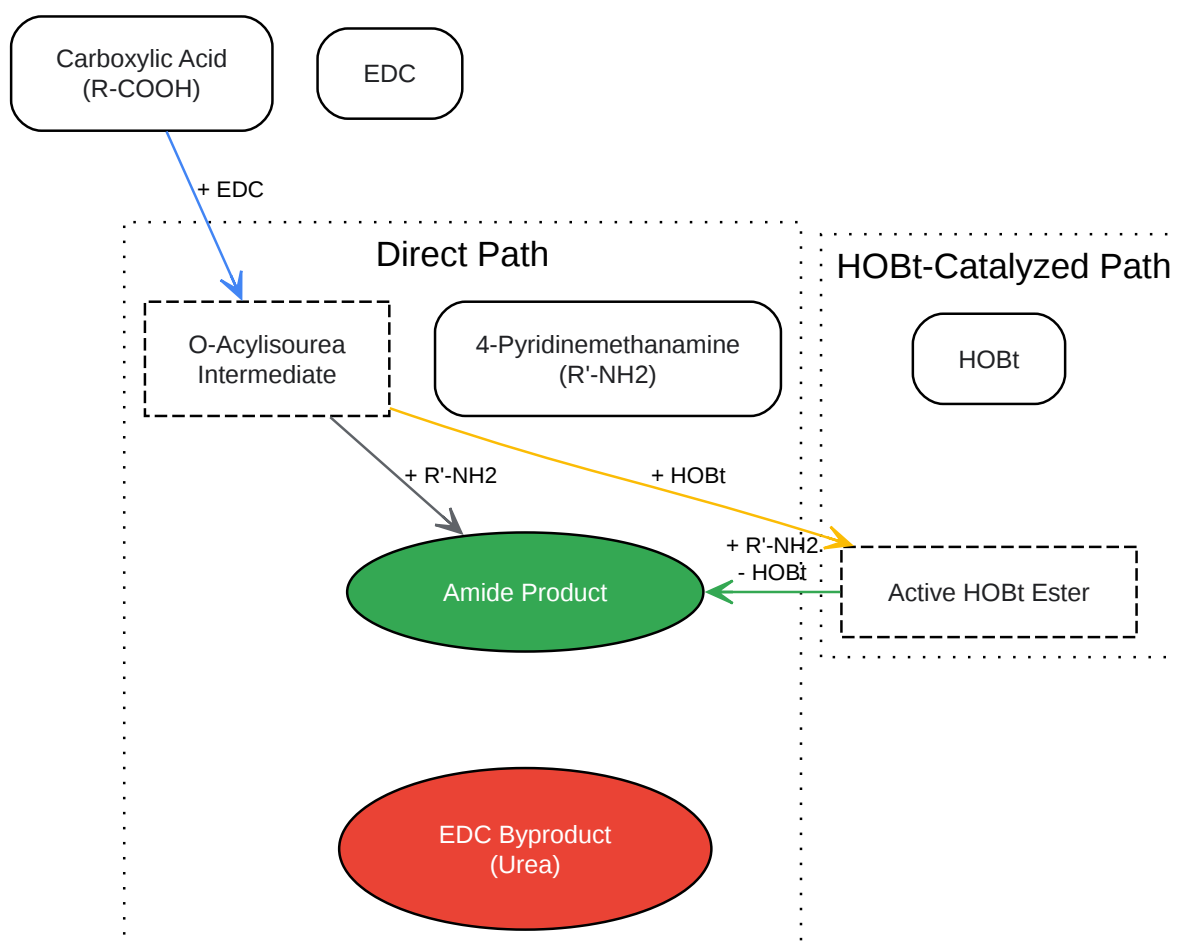 Carboxylic Acid
(R-COOH)
EDC
+ EDC
Direct Path
HOBt-Catalyzed Path
O-Acylisourea
Intermediate
4-Pyridinemethanamine
(R'-NH2)
HOBt
+ R'-NH2
+ HOBt
+ R'-NH2
- HOBt
Amide Product
Active HOBt Ester
EDC Byproduct
(Urea)